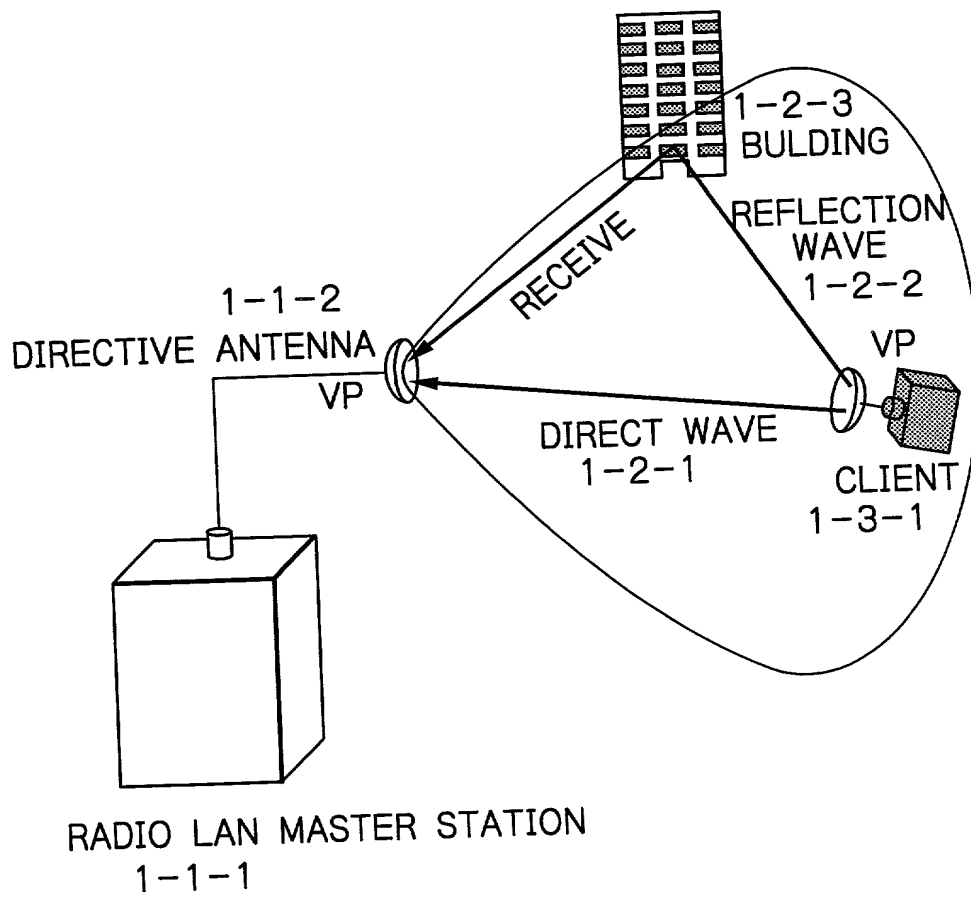 1-2-3
BULDING
REFLECTION
WAVE
1-2-2
RECEIVE
1-1-2
DIRECTIVE ANTENNA
VP
VP
DIRECT WAVE
1-2-1
CLIENT
1-3-1
RADIO LAN MASTER STATION
1-1-1